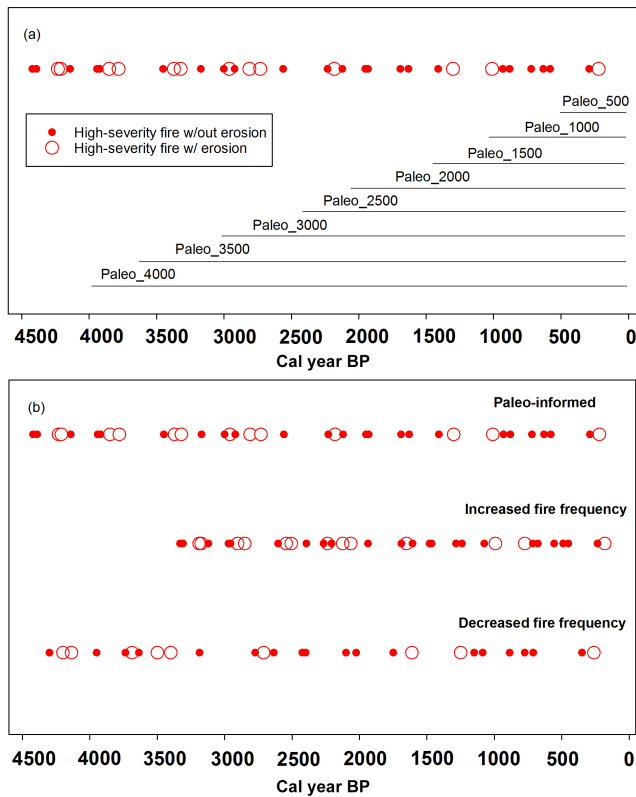 (a)
Paleo_500
Paleo_1000
High-severity fire w/out erosion
High-severity fire w/ erosion
Paleo_1500
Paleo_2000
Paleo_2500
Paleo_3000
Paleo_3500
Paleo_4000
4500 4000 3500 3000 2500 2000 1500 1000 500 0
Cal year BP
(b)
Paleo-informed
Increased fire frequency
Decreased fire frequency
4500 4000 3500 3000 2500 2000 1500 1000 500 0
Cal year BP